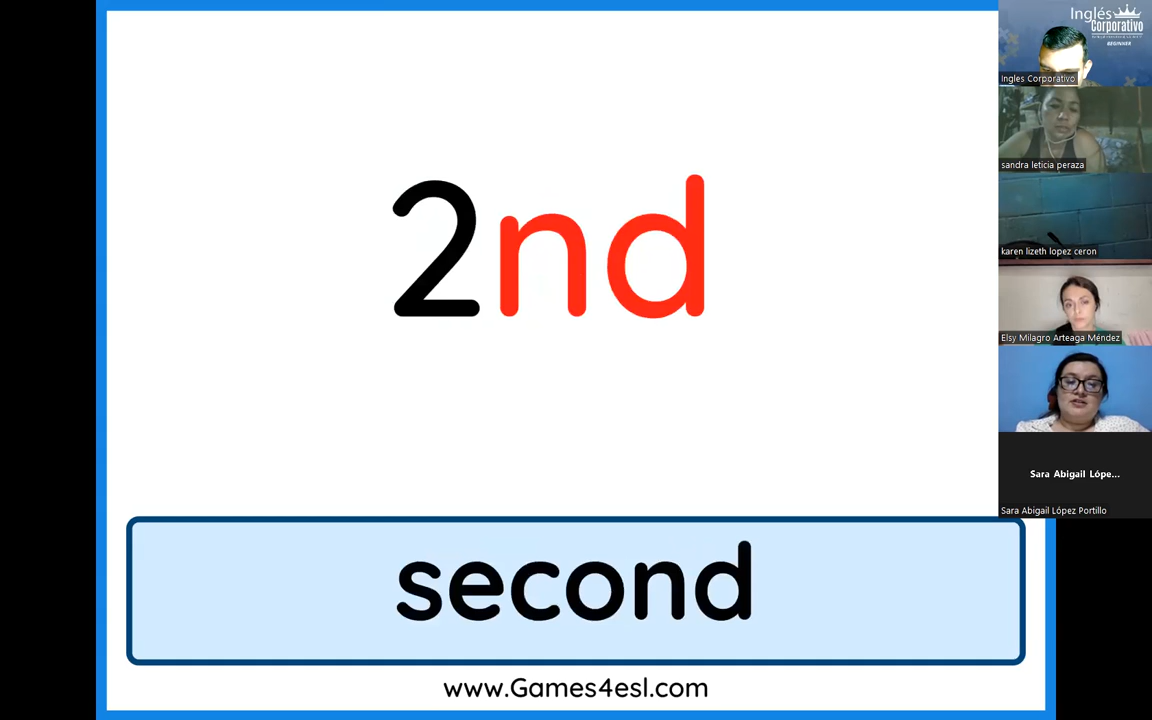 2nd
second
www.Games4esl.com
Inglés
Corporativo
BEGINNER
Ingles Corporativo
sandra leticia peraza
karen lizeth lopez ceron
Elsy Milagro Arteaga Méndez
Sara Abigail Lópe...
Sara Abigail López Portillo